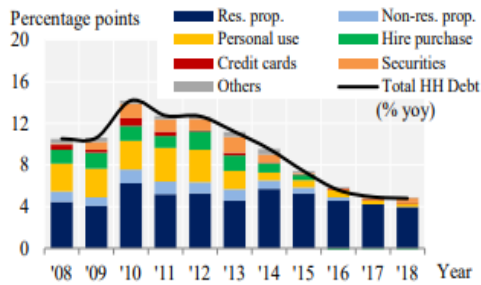 Percentage points
Res. prop. Non-res. prop.
Personal use Hire purchase
Credit cards Securities
Others Total HH Debt
(% yoy)
20
16
12
8
4
0
'08 '09 '10 '11 '12 '13 '14 '15 '16 '17 '18 Year